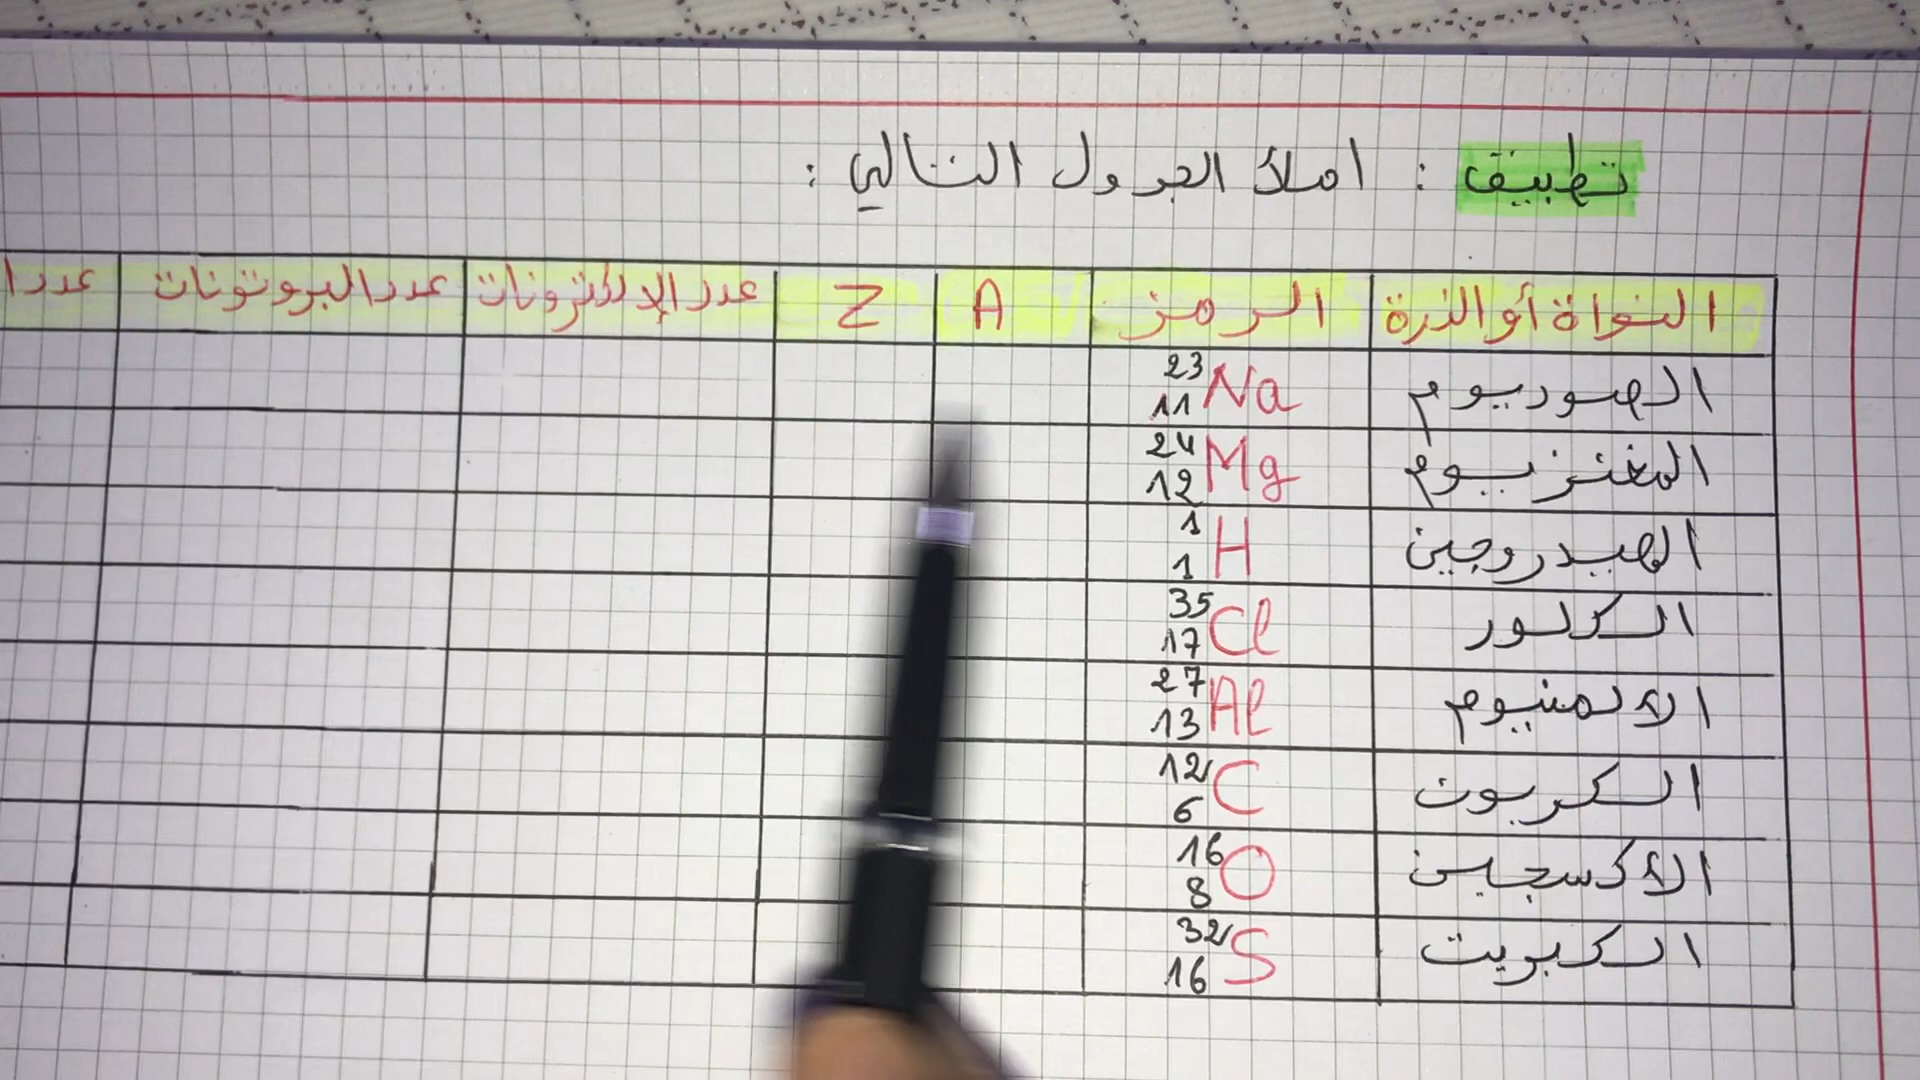 تطبيق : املأ الجدول التالي :
النواة أو الذرة الرمز A Z عدد الإلكترونات عدد البروتونات عدد ا
الصوديوم 23 11 Na
المغنزيوم 24 12 Mg
الهيدروجين 1 1 H
الكلور 35 17 Cl
الألمنيوم 27 13 Al
الكربون 12 6 C
الأكسجين 16 8 O
الكبريت 32 16 S